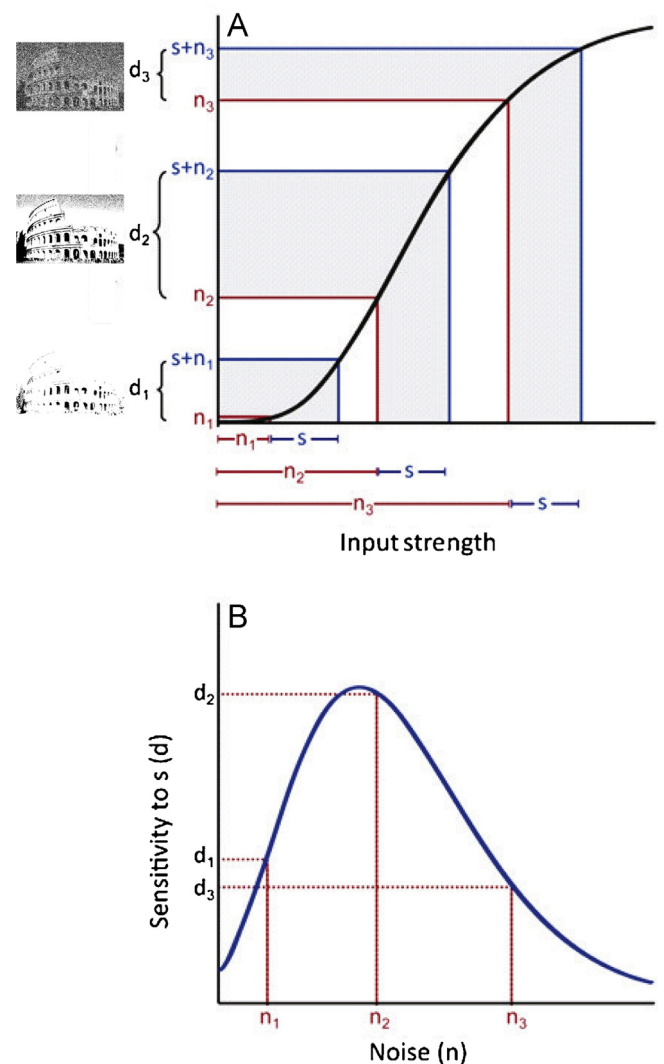 A
s+n₃
d₃
n₃
s+n₂
d₂
n₂
s+n₁
d₁
n₁
n₁ s
n₂ s
n₃ s
Input strength
B
Sensitivity to s (d)
d₂
d₁
d₃
n₁ n₂ n₃
Noise (n)